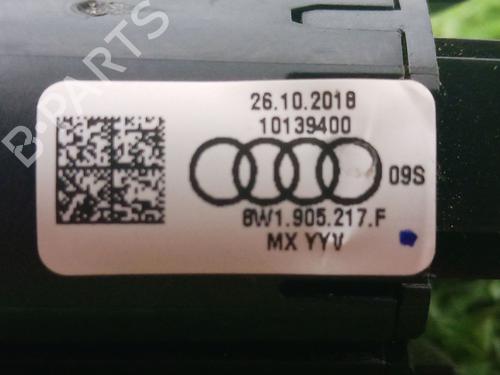 B-PARTS
26.10.2018
10139400
09S
8W1.905.217.F
MX YYV